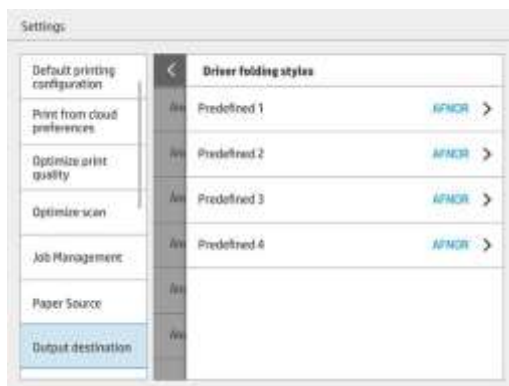 Settings
Default printing
configuration
Print from cloud
preferences
Optimize print
quality
Optimize scan
Job Management
Paper Source
Output destination
Driver folding styles
Predefined 1 AFNOR
Predefined 2 AFNOR
Predefined 3 AFNOR
Predefined 4 AFNOR